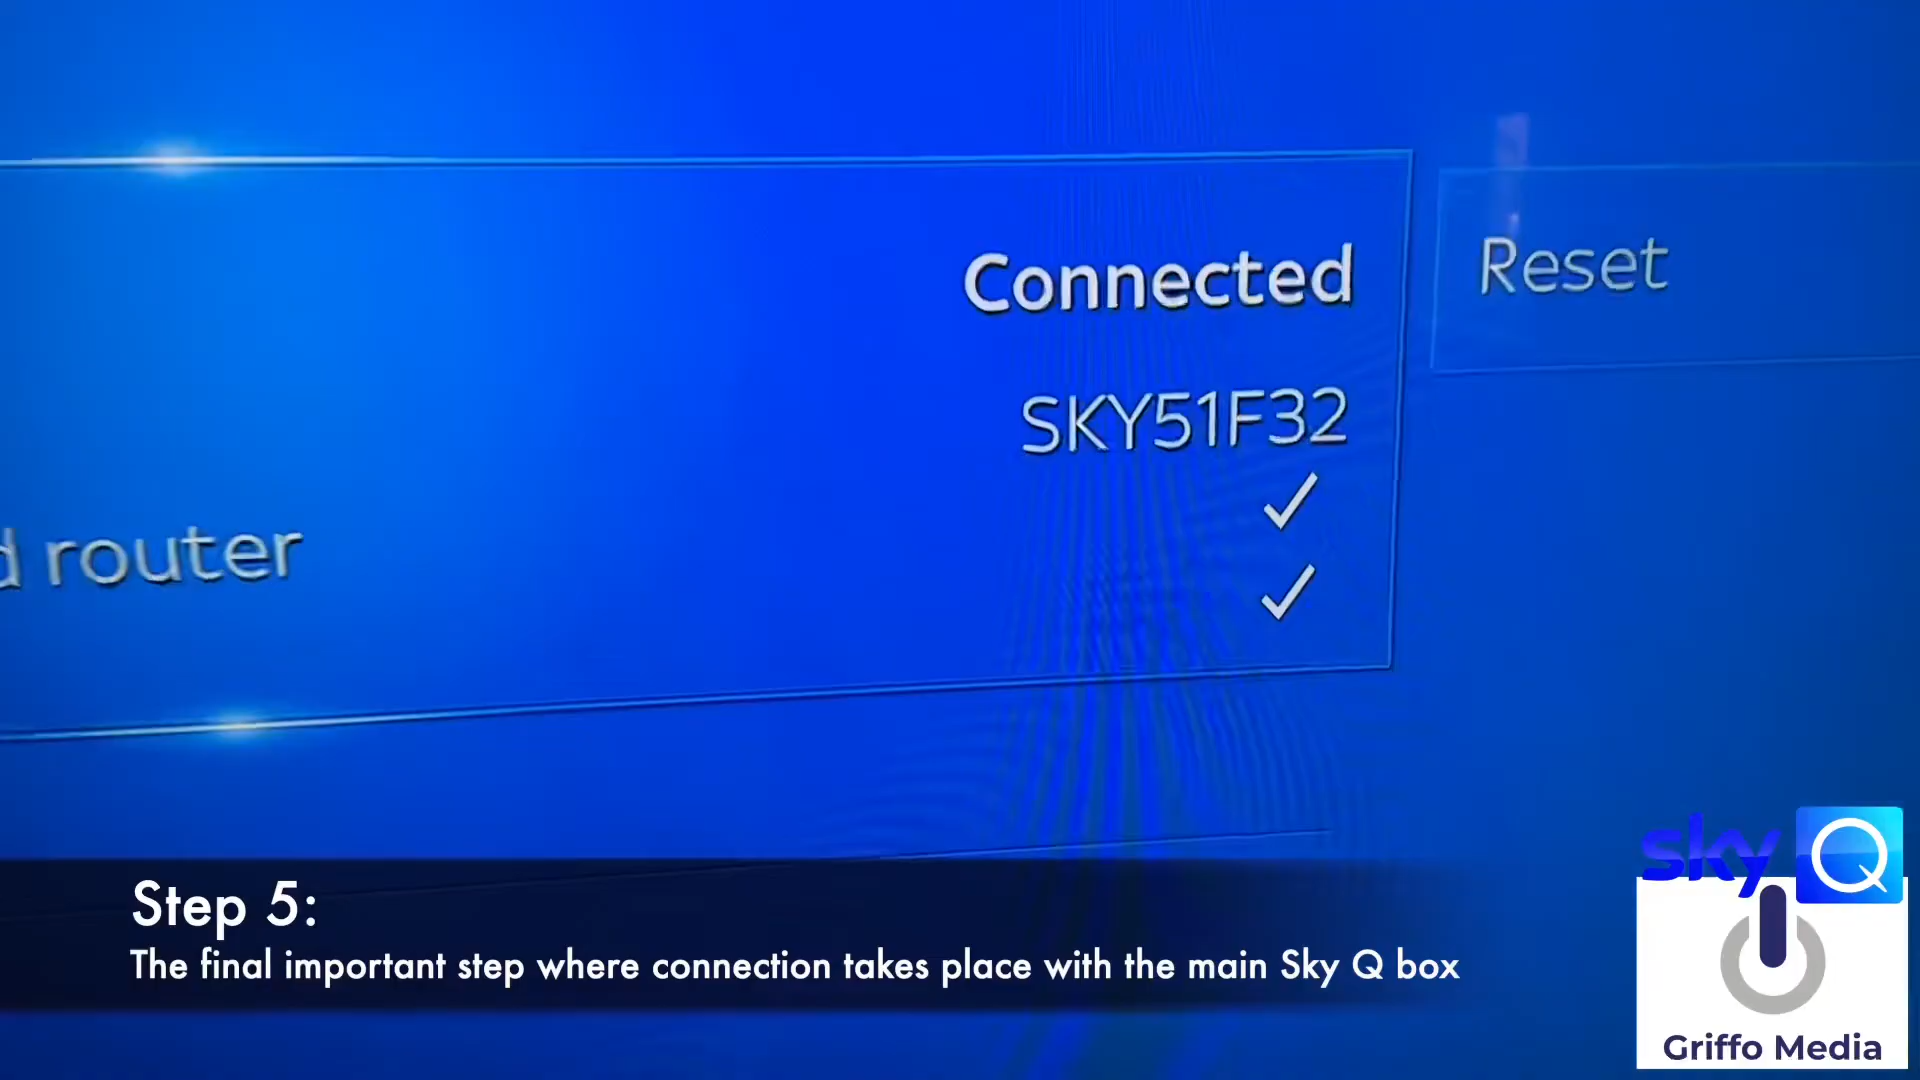 Connected
Reset
SKY51F32
router
Step 5:
The final important step where connection takes place with the main Sky Q box
sky Q
Griffo Media